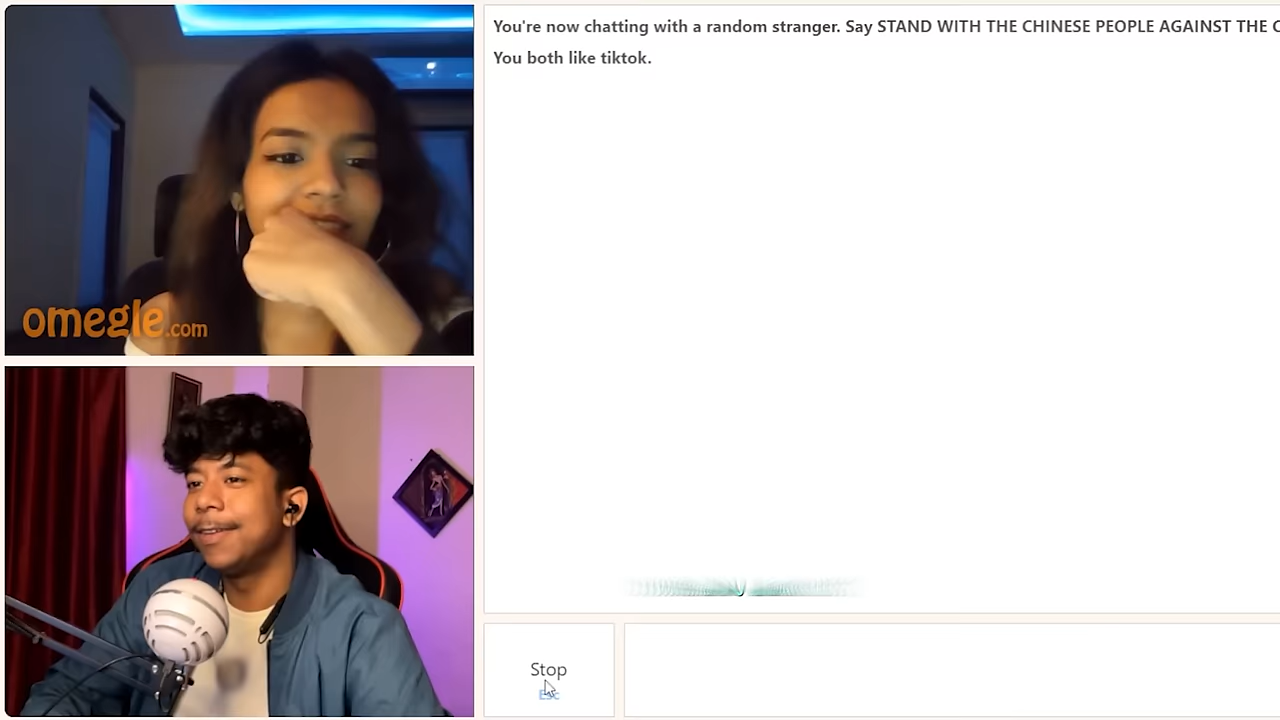 You're now chatting with a random stranger. Say STAND WITH THE CHINESE PEOPLE AGAINST THE
You both like tiktok.
omegle.com
Stop
Esc